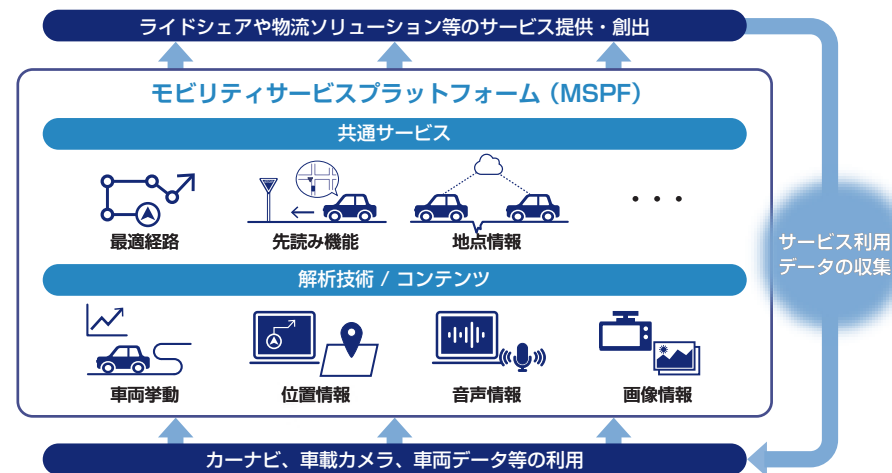 ライドシェアや物流ソリューション等のサービス提供・創出
モビリティサービスプラットフォーム（MSPF）
共通サービス
最適経路
先読み機能
地点情報
・・・
解析技術 / コンテンツ
車両挙動
位置情報
音声情報
画像情報
カーナビ、車載カメラ、車両データ等の利用
サービス利用
データの収集